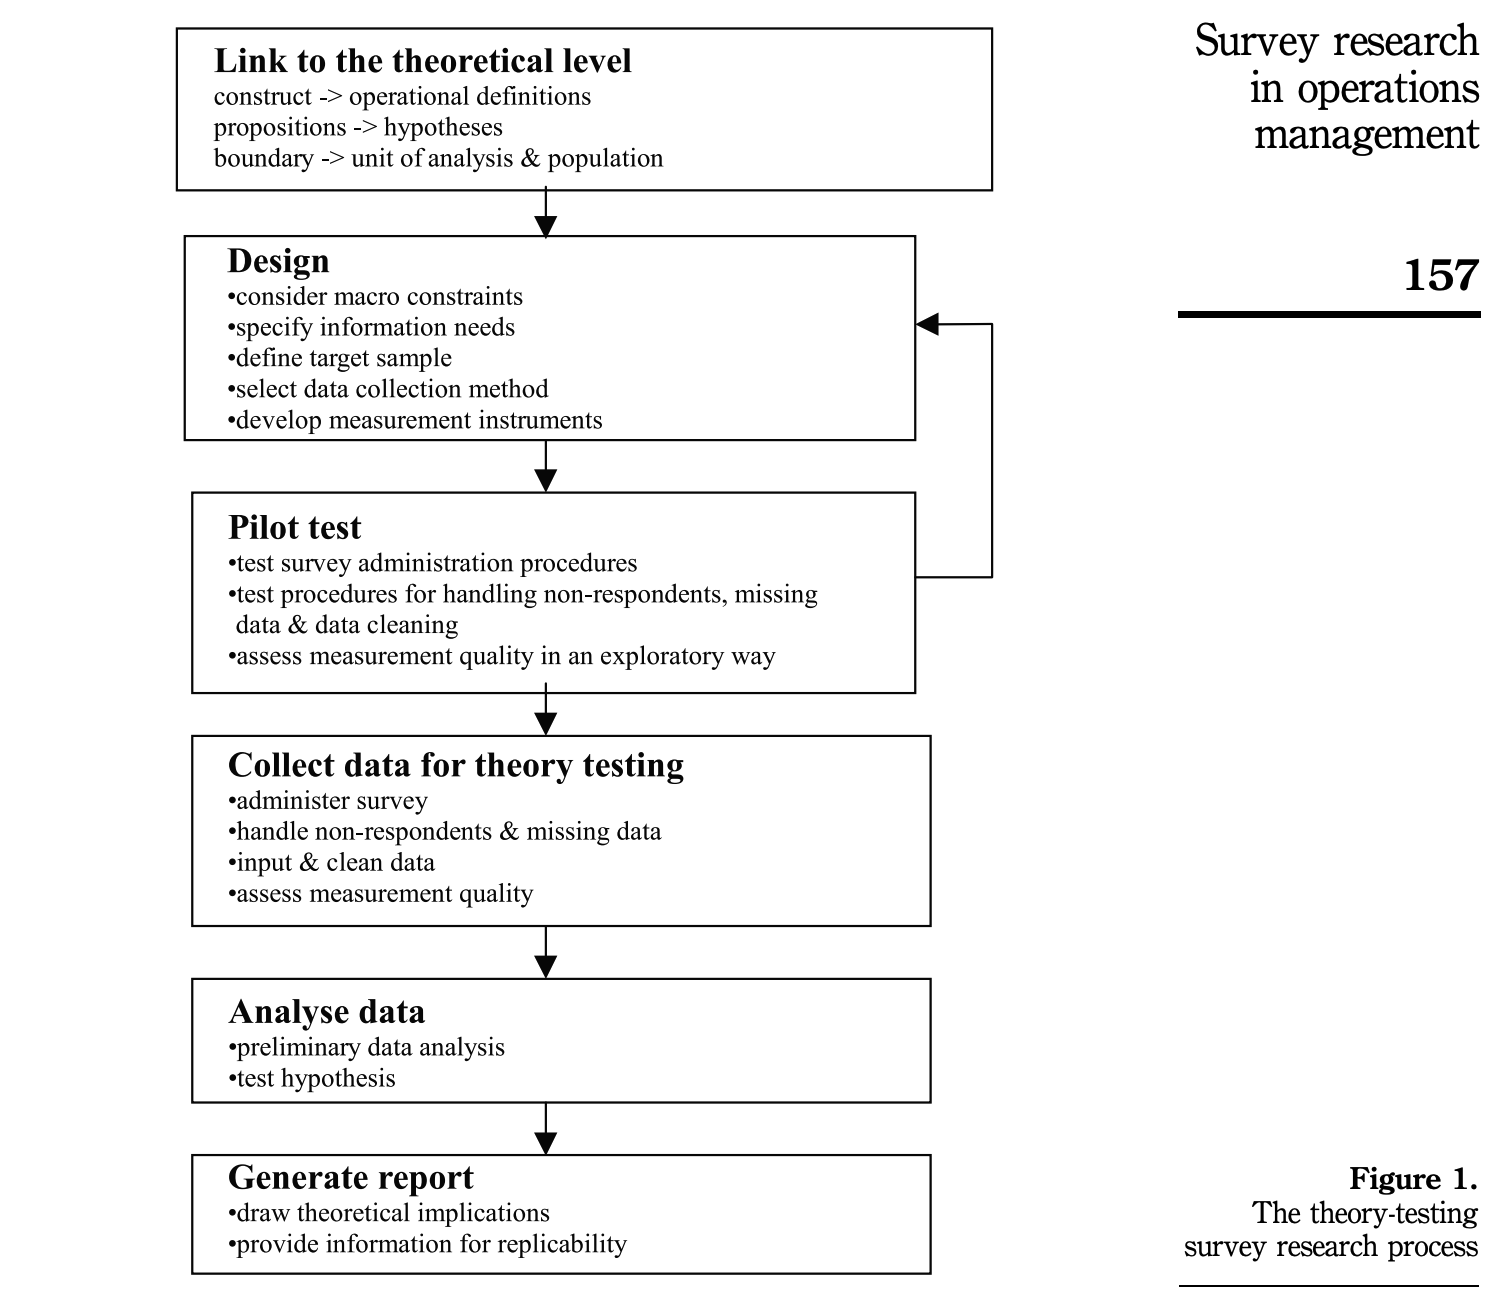 Survey research
in operations
management
157
Link to the theoretical level
construct -> operational definitions
propositions -> hypotheses
boundary -> unit of analysis & population
Design
•consider macro constraints
•specify information needs
•define target sample
•select data collection method
•develop measurement instruments
Pilot test
•test survey administration procedures
•test procedures for handling non-respondents, missing
data & data cleaning
•assess measurement quality in an exploratory way
Collect data for theory testing
•administer survey
•handle non-respondents & missing data
•input & clean data
•assess measurement quality
Analyse data
•preliminary data analysis
•test hypothesis
Generate report
•draw theoretical implications
•provide information for replicability
Figure 1.
The theory-testing
survey research process